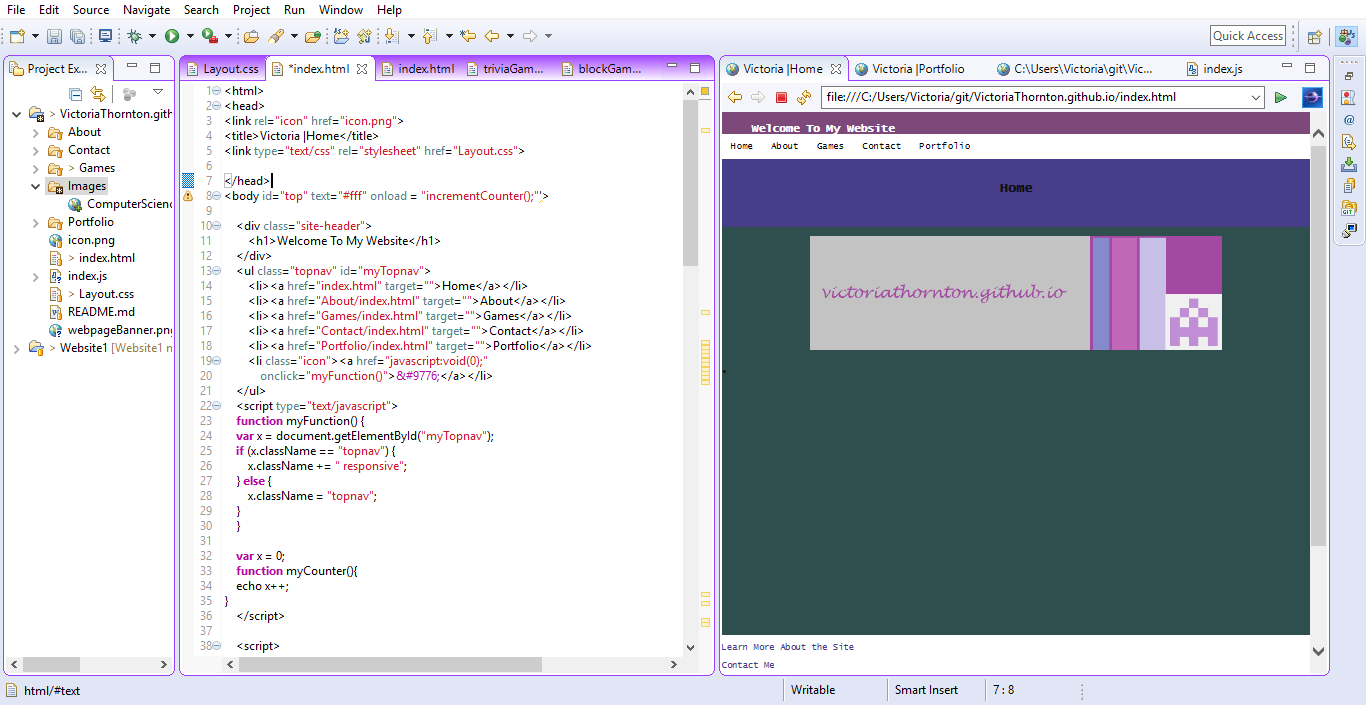 File Edit Source Navigate Search Project Run Window Help
Quick Access
Project Ex...
VictoriaThornton.gith
About
Contact
> Games
Images
ComputerScienc
Portfolio
icon.png
> index.html
index.js
> Layout.css
README.md
webpageBanner.png
> Website1 [Website1 n
Layout.css *index.html index.html triviaGam... blockGam...
1 <html>
2 <head>
3 <link rel="icon" href="icon.png">
4 <title>Victoria |Home</title>
5 <link type="text/css" rel="stylesheet" href="Layout.css">
6
7 </head>
8 <body id="top" text="#fff" onload = "incrementCounter();"'>
9
10 <div class="site-header">
11 <h1>Welcome To My Website</h1>
12 </div>
13 <ul class="topnav" id="myTopnav">
14 <li><a href="index.html" target="">Home</a></li>
15 <li><a href="About/index.html" target="">About</a></li>
16 <li><a href="Games/index.html" target="">Games</a></li>
17 <li><a href="Contact/index.html" target="">Contact</a></li>
18 <li><a href="Portfolio/index.html" target="">Portfolio</a></li>
19 <li class="icon"><a href="javascript:void(0);"
20 onclick="myFunction()">&#9776;</a></li>
21 </ul>
22 <script type="text/javascript">
23 function myFunction() {
24 var x = document.getElementById("myTopnav");
25 if (x.className == "topnav") {
26 x.className += " responsive";
27 } else {
28 x.className = "topnav";
29 }
30 }
31
32 var x = 0;
33 function myCounter(){
34 echo x++;
35 }
36 </script>
37
38 <script>
Victoria |Home Victoria |Portfolio C:\Users\Victoria\git\Vic... index.js
file:///C:/Users/Victoria/git/VictoriaThornton.github.io/index.html
Welcome To My Website
Home About Games Contact Portfolio
Home
victoriathornton.github.io
Learn More About the Site
Contact Me
html/#text Writable Smart Insert 7 : 8